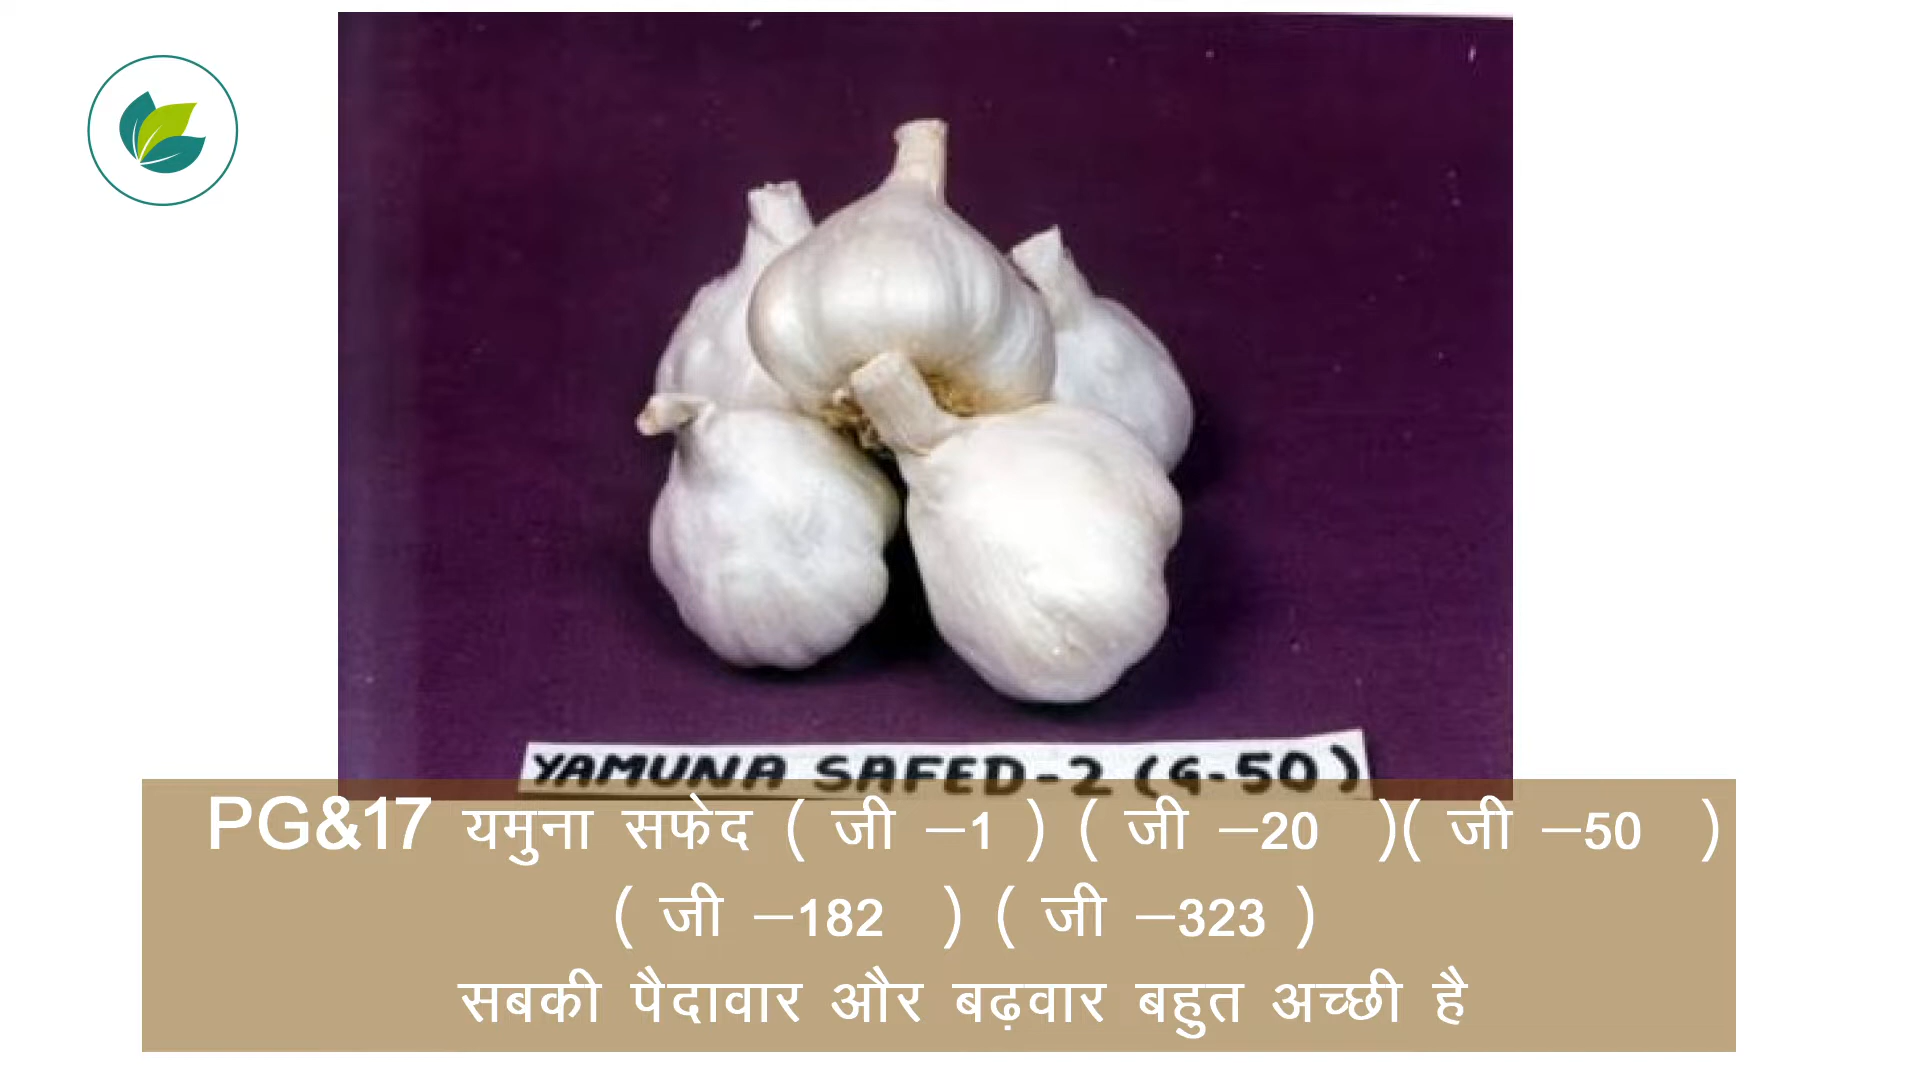 YAMUNA SAFED-2 (G-50)
PG&17 यमुना सफेद ( जी –1 ) ( जी –20 )( जी –50 )
( जी –182 ) ( जी –323 )
सबकी पैदावार और बढ़वार बहुत अच्छी है